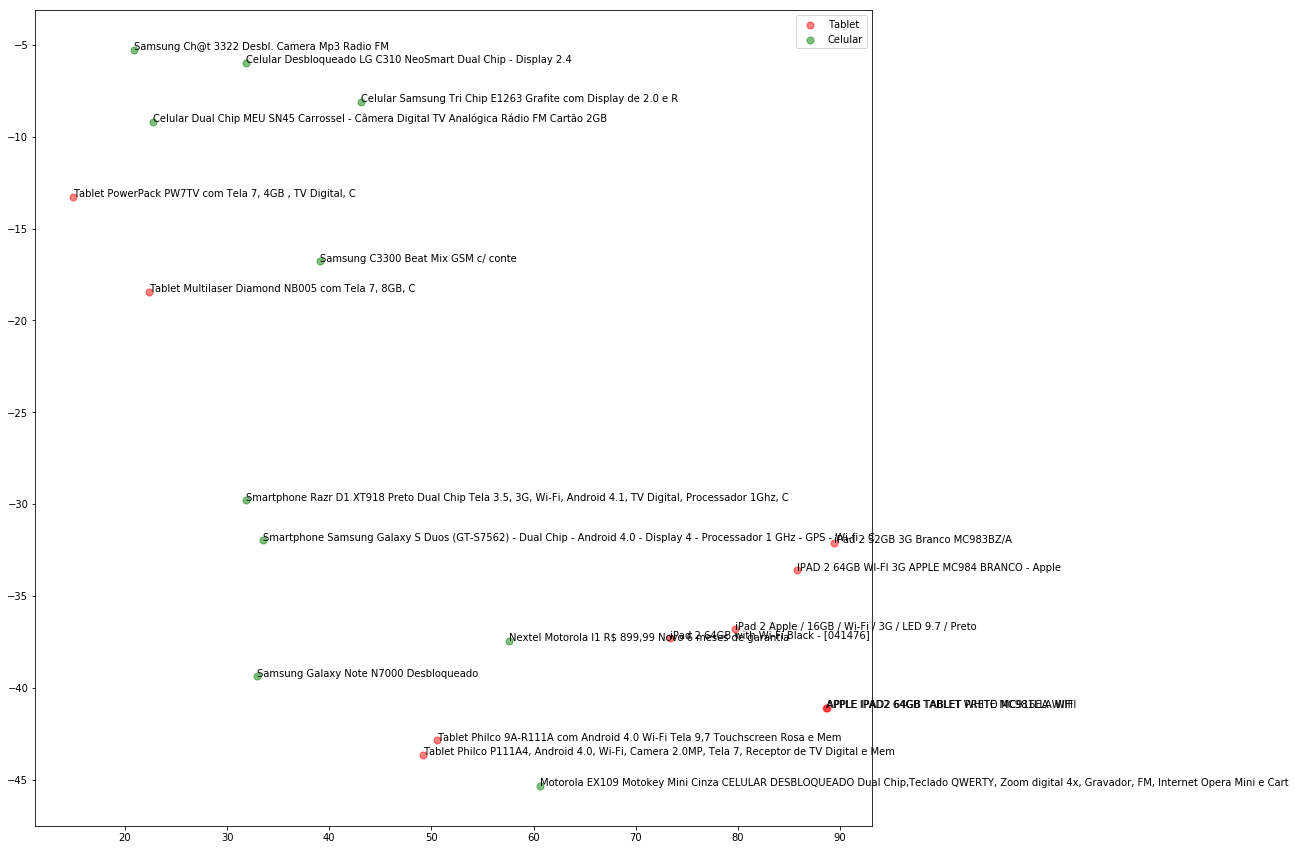 Tablet
Celular
Samsung Ch@t 3322 Desbl. Camera Mp3 Radio FM
Celular Desbloqueado LG C310 NeoSmart Dual Chip - Display 2.4
Celular Samsung Tri Chip E1263 Grafite com Display de 2.0 e R
Celular Dual Chip MEU SN45 Carrossel - Câmera Digital TV Analógica Rádio FM Cartão 2GB
Tablet PowerPack PW7TV com Tela 7, 4GB , TV Digital, C
Samsung C3300 Beat Mix GSM c/ conte
Tablet Multilaser Diamond NB005 com Tela 7, 8GB, C
Smartphone Razr D1 XT918 Preto Dual Chip Tela 3.5, 3G, Wi-Fi, Android 4.1, TV Digital, Processador 1Ghz, C
Smartphone Samsung Galaxy S Duos (GT-S7562) - Dual Chip - Android 4.0 - Display 4 - Processador 1 GHz - GPS - Wi-fi - C
iPad 2 32GB 3G Branco MC983BZ/A
IPAD 2 64GB WI-FI 3G APPLE MC984 BRANCO - Apple
iPad 2 Apple / 16GB / Wi-Fi / 3G / LED 9.7 / Preto
iPad 2 64GB with Wi-Fi Black - [041476]
Nextel Motorola I1 R$ 899,99 Novo 6 meses de garantia
Samsung Galaxy Note N7000 Desbloqueado
APPLE IPAD2 64GB TABLET
Tablet Philco 9A-R111A com Android 4.0 Wi-Fi Tela 9,7 Touchscreen Rosa e Mem
Tablet Philco P111A4, Android 4.0, Wi-Fi, Camera 2.0MP, Tela 7, Receptor de TV Digital e Mem
Motorola EX109 Motokey Mini Cinza CELULAR DESBLOQUEADO Dual Chip,Teclado QWERTY, Zoom digital 4x, Gravador, FM, Internet Opera Mini e Cart
−5
−10
−15
−20
−25
−30
−35
−40
−45
20 30 40 50 60 70 80 90